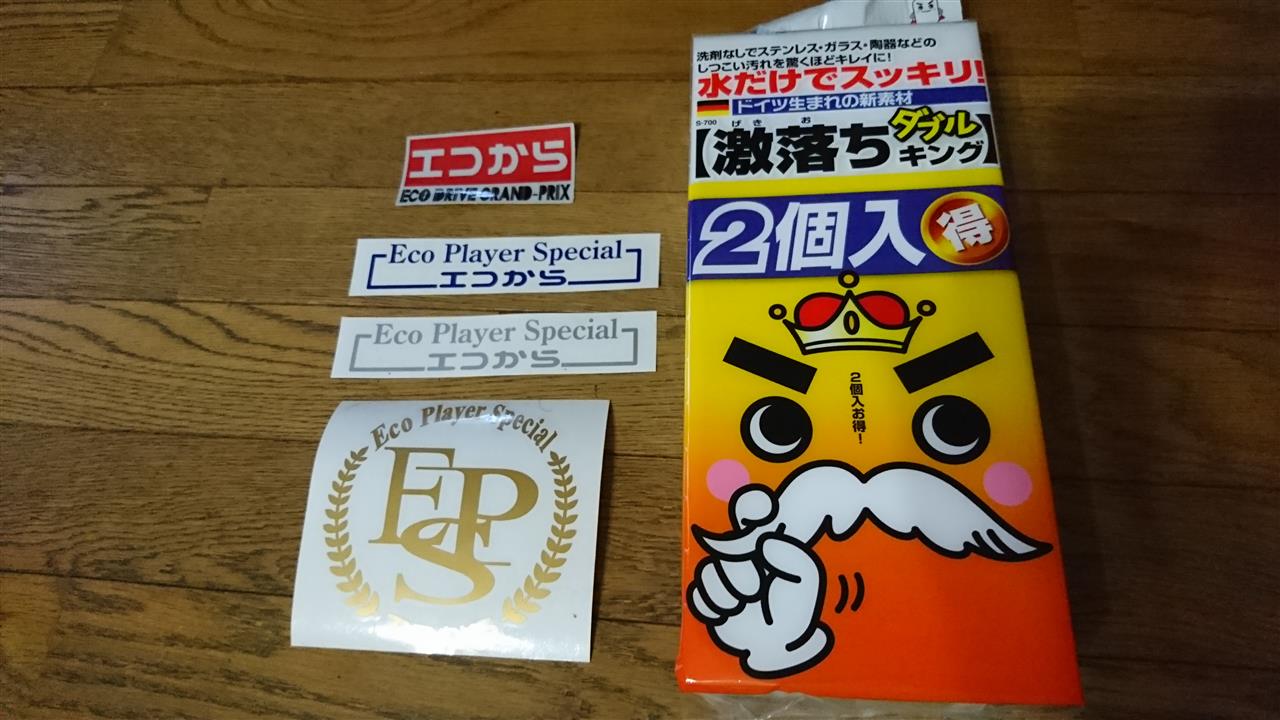 エコから
ECO DRIVE GRAND-PRIX
Eco Player Special
エコから
Eco Player Special
エコから
Eco Player Special
EPS
洗剤なしでステンレス・ガラス・陶器などの
しつこい汚れを驚くほどキレイに!
水だけでスッキリ!
ドイツ生まれの新素材
S-700
げき お
【激落ちダブルキング】
2個入
得
2個入お得!